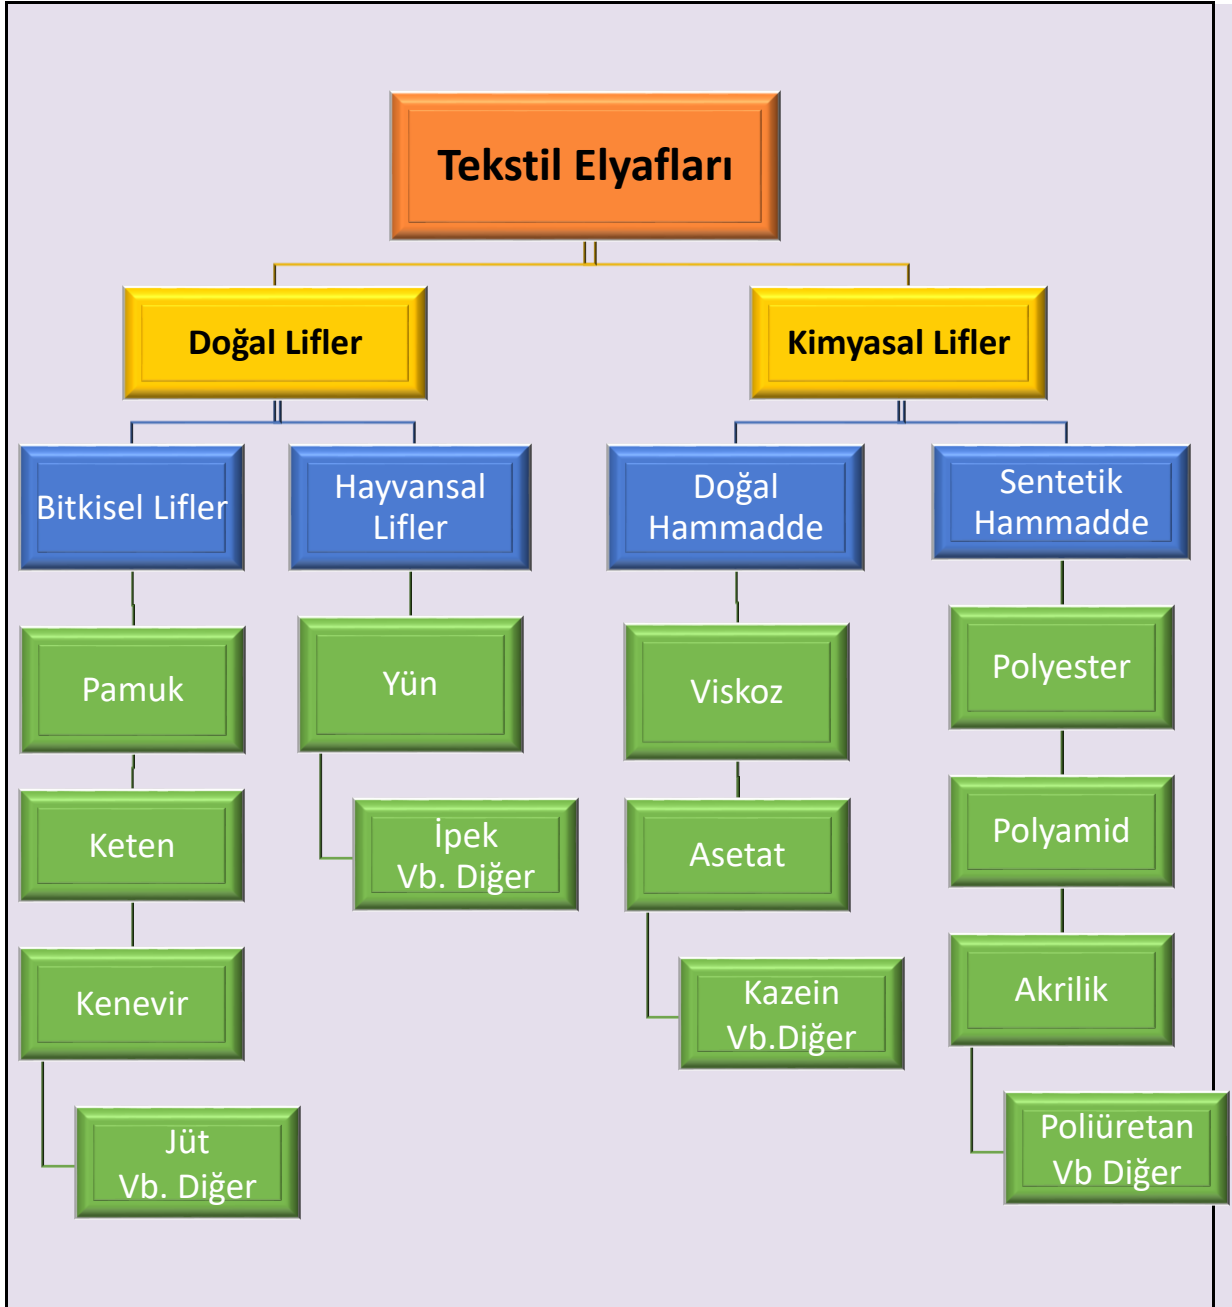 Tekstil Elyafları
Doğal Lifler
Kimyasal Lifler
Bitkisel Lifler
Hayvansal
Lifler
Doğal
Hammadde
Sentetik
Hammadde
Pamuk
Yün
Viskoz
Polyester
Keten
İpek
Vb. Diğer
Asetat
Polyamid
Kenevir
Kazein
Vb.Diğer
Akrilik
Jüt
Vb. Diğer
Poliüretan
Vb Diğer